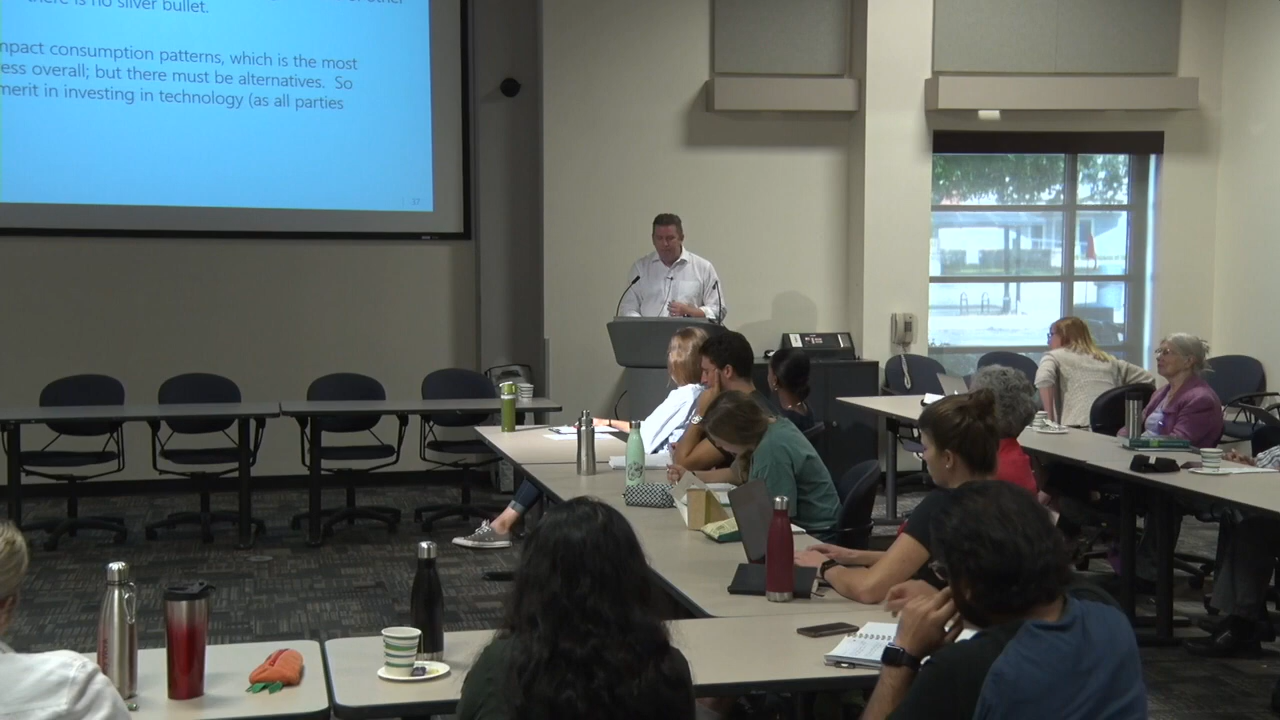 there is no silver bullet.
mpact consumption patterns, which is the most
ess overall; but there must be alternatives. So
merit in investing in technology (as all parties
37